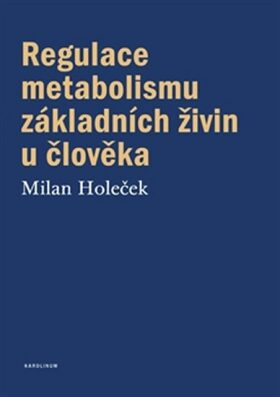 Regulace
metabolismu
základních živin
u člověka
Milan Holeček
KAROLINUM